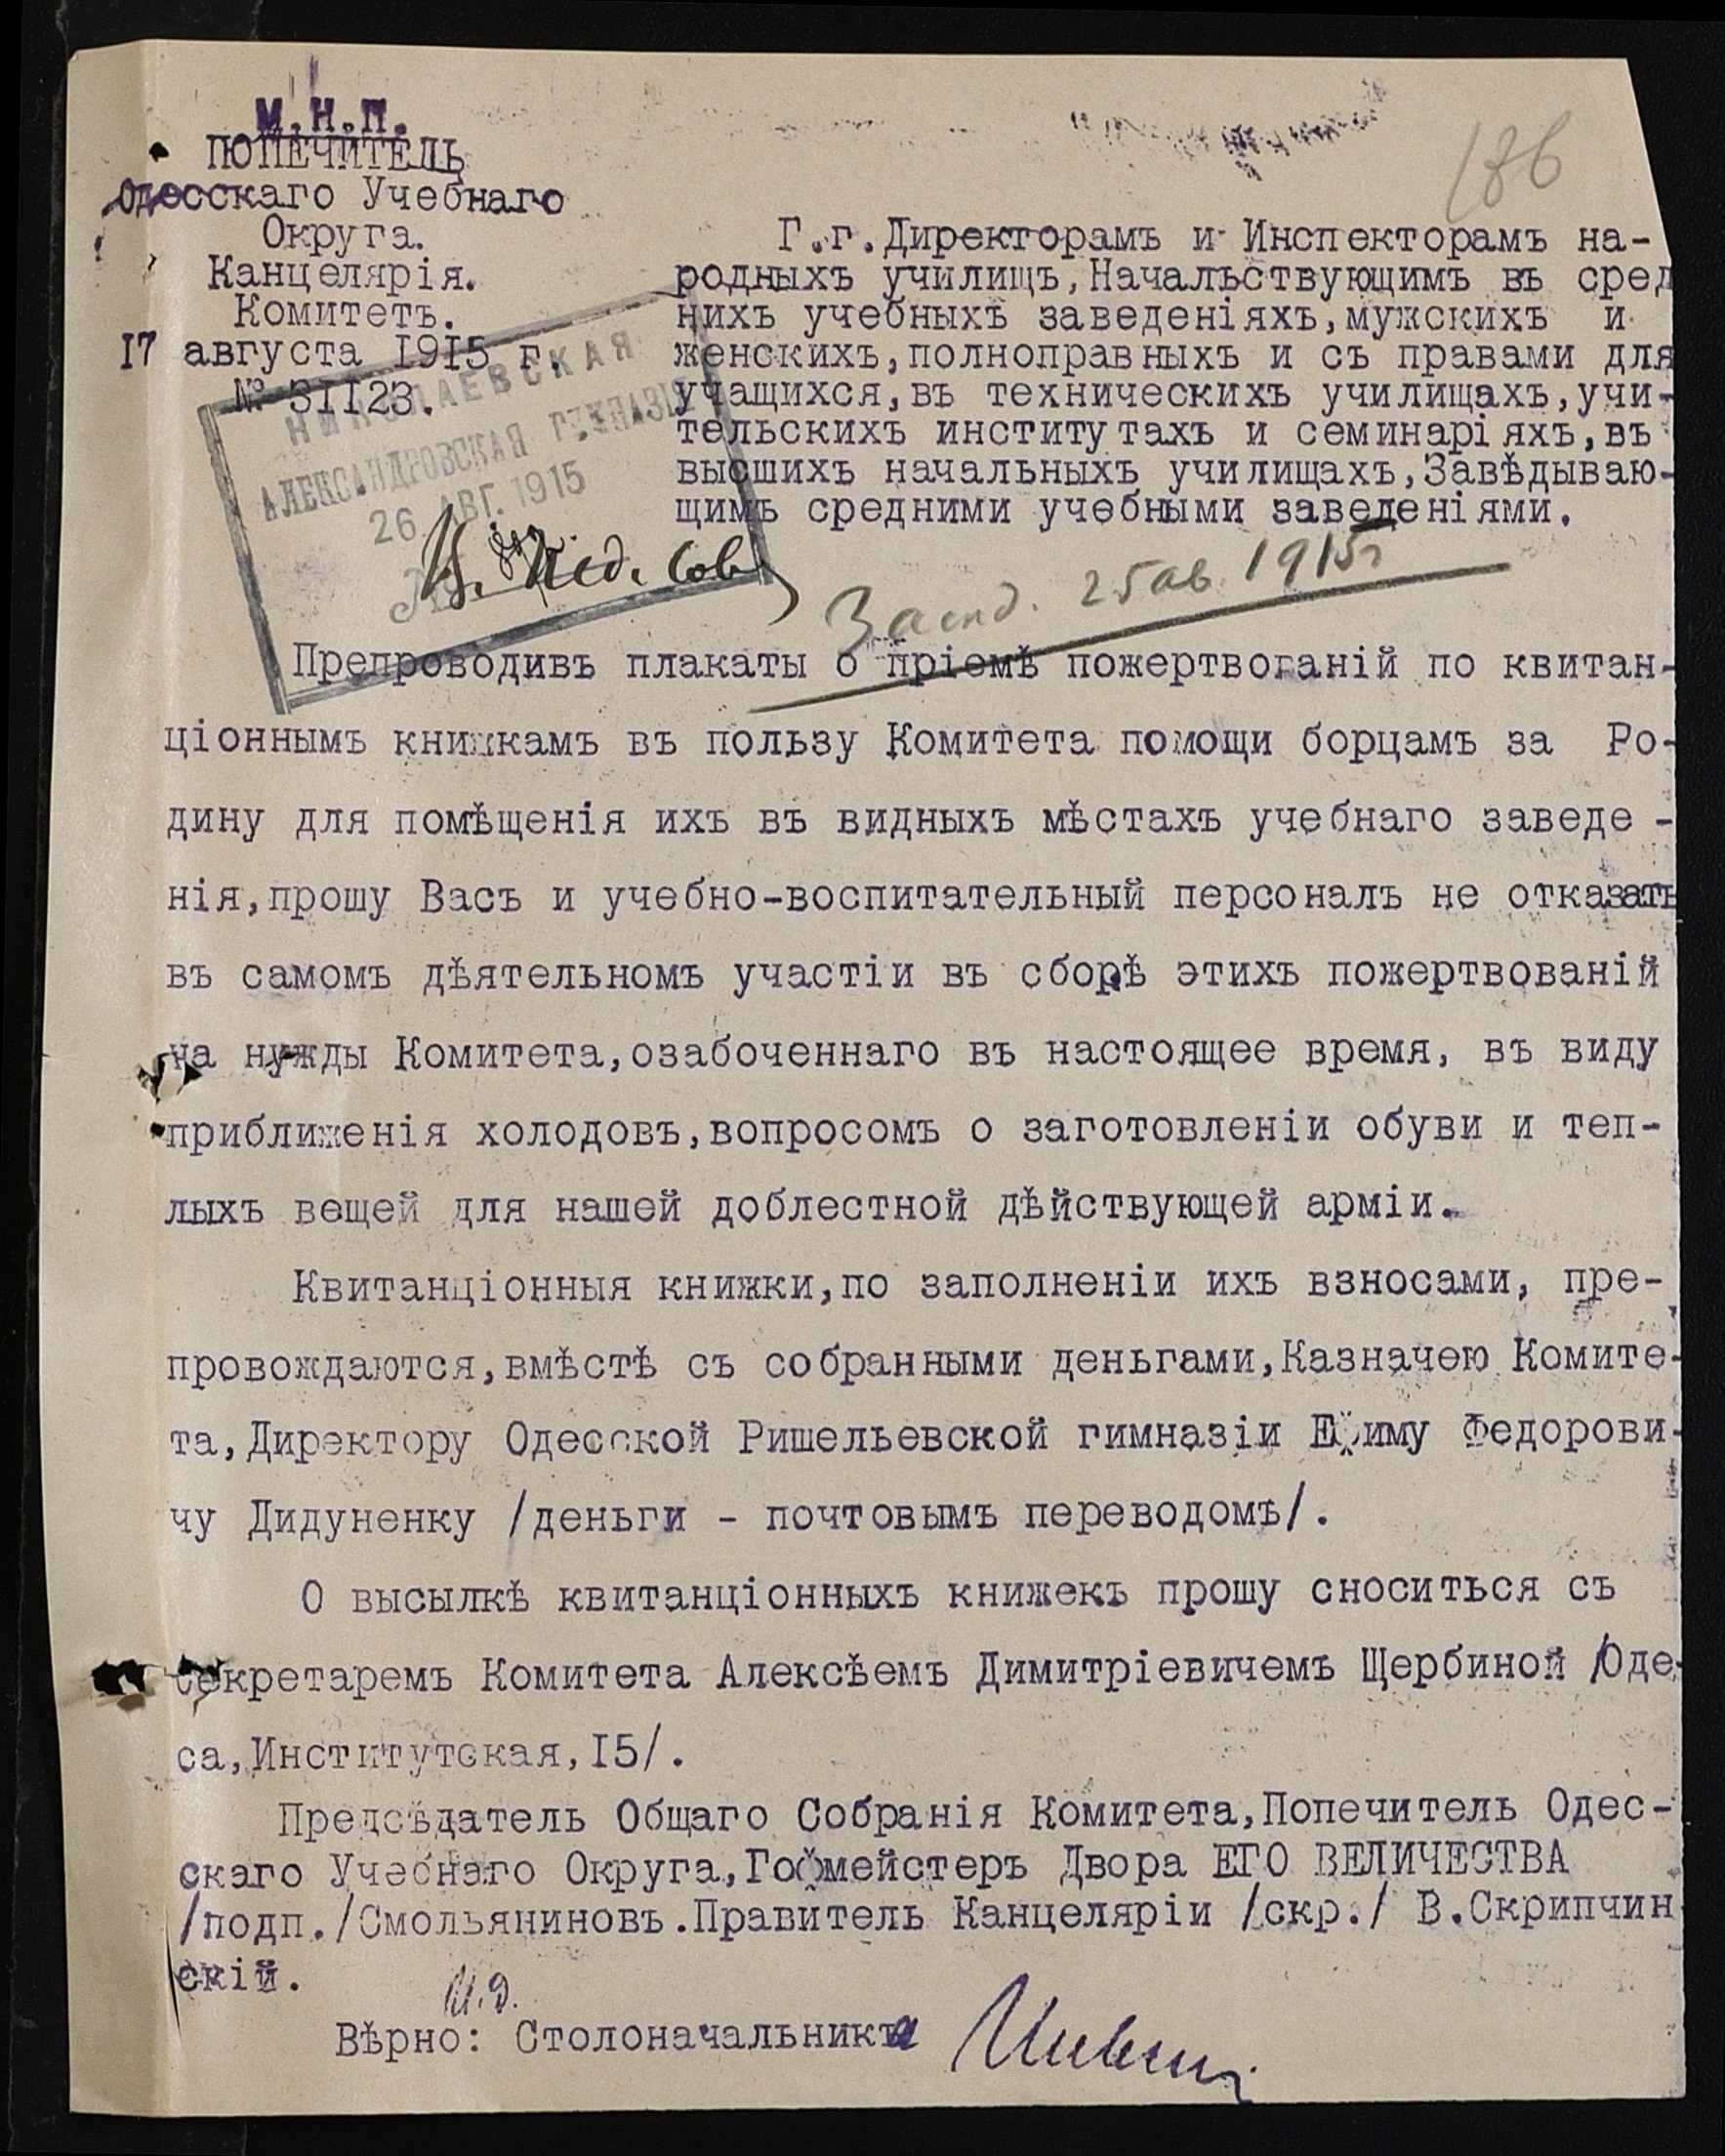 М.Н.П.
ПОПЕЧИТЕЛЬ
Одесскаго Учебнаго
Округа.
Канцелярія.
Комитетъ.
17 августа 1915 г.
№ 31123.
186
Г.г.Директорамъ и Инспекторамъ на-
родныхъ училищъ,Начальствующимъ въ сред
нихъ учебныхъ заведеніяхъ,мужскихъ и
женскихъ,полноправныхъ и съ правами для
учащихся,въ техническихъ училищахъ,учи-
тельскихъ институтахъ и семинаріяхъ,въ
высшихъ начальныхъ училищахъ,Завѣдываю-
щимъ средними учебными заведеніями.
НИКОЛАЕВСКАЯ
АЛЕКСАНДРОВСКАЯ ГИМНАЗІЯ
26 АВГ. 1915
№
Пед. Сов
Засѣд. 25 ав. 1915 г
Препроводивъ плакаты о пріемѣ пожертвованій по квитан-
ціоннымъ книжкамъ въ пользу Комитета помощи борцамъ за Ро-
дину для помѣщенія ихъ въ видныхъ мѣстахъ учебнаго заведе -
нія,прошу Васъ и учебно-воспитательный персоналъ не отказать
въ самомъ дѣятельномъ участіи въ сборѣ этихъ пожертвованій
на нужды Комитета,озабоченнаго въ настоящее время, въ виду
приближенія холодовъ,вопросомъ о заготовленіи обуви и теп-
лыхъ вещей для нашей доблестной дѣйствующей арміи.
Квитанціонныя книжки,по заполненіи ихъ взносами, пре-
провождаются,вмѣстѣ съ собранными деньгами,Казначею Комите-
та,Директору Одесской Ришельевской гимназіи Ефиму Федорови-
чу Дидуненку /деньги - почтовымъ переводомъ/.
О высылкѣ квитанціонныхъ книжекъ прошу сноситься съ
секретаремъ Комитета Алексѣемъ Димитріевичемъ Щербиной /Оде-
са,Институтская,15/.
Предсѣдатель Общаго Собранія Комитета,Попечитель Одес-
скаго Учебнаго Округа,Гофмейстеръ Двора ЕГО ВЕЛИЧЕСТВА
/подп./Смольяниновъ.Правитель Канцеляріи /скр./ В.Скрипчин
скій.
И.д.
Вѣрно: Столоначальника